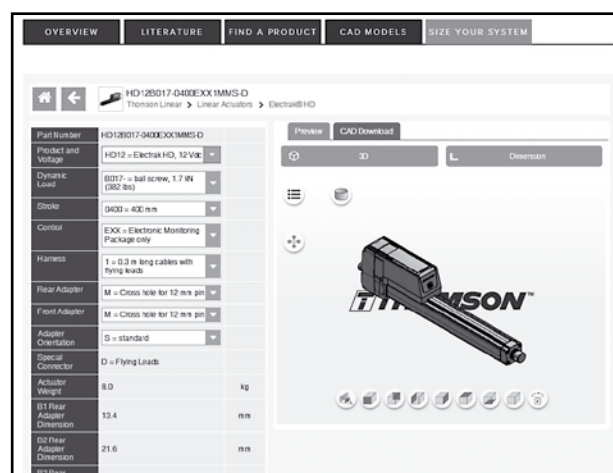 OVERVIEW LITERATURE FIND A PRODUCT CAD MODELS SIZE YOUR SYSTEM
HD12B017-0400EXX1MMS-D
Thomson Linear > Linear Actuators > Electrak®HD
Part Number HD12B017-0400EXX1MMS-D
Product and
Voltage
HD12 = Electrak HD, 12 Vdc
Dynamic
Load
B017- = ball screw, 1.7 kN
(382 lbs)
Stroke
0400 = 400 mm
Control
EXX = Electronic Monitoring
Package only
Harness
1 = 0.3 m long cables with
flying leads
Rear Adapter
M = Cross hole for 12 mm pin
Front Adapter
M = Cross hole for 12 mm pin
Adapter
Orientation
S = standard
Special
Connector
D = Flying Leads
Actuator
Weight
8.0 kg
B1 Rear
Adapter
Dimension
13.4 mm
B2 Rear
Adapter
Dimension
21.6 mm
Preview CAD Download
3D Dimension
THOMSON™